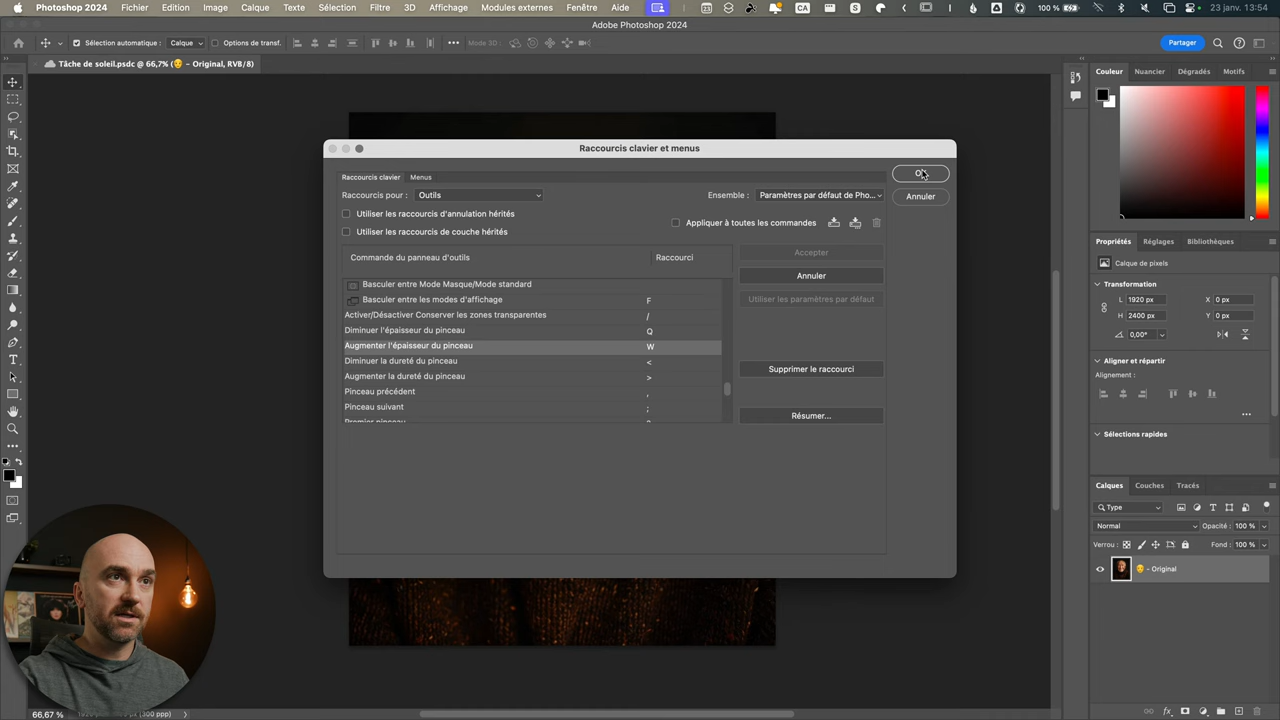 Photoshop 2024 Fichier Edition Image Calque Texte Sélection Filtre 3D Affichage Modules externes Fenêtre Aide CA 100 % 23 janv. 13:54
Adobe Photoshop 2024
Sélection automatique : Calque Options de transf. ••• Mode 3D : Partager
Tâche de soleil.psdc @ 66,7% (😔 – Original, RVB/8)
Couleur Nuancier Dégradés Motifs
Raccourcis clavier et menus
Raccourcis clavier Menus
Raccourcis pour : Outils Ensemble : Paramètres par défaut de Pho...
Annuler
Utiliser les raccourcis d'annulation hérités Appliquer à toutes les commandes
Utiliser les raccourcis de couche hérités
Commande du panneau d'outils Raccourci
Accepter
Annuler
Utiliser les paramètres par défaut
Supprimer le raccourci
Résumer...
Basculer entre Mode Masque/Mode standard
Basculer entre les modes d'affichage F
Activer/Désactiver Conserver les zones transparentes /
Diminuer l'épaisseur du pinceau Q
Augmenter l'épaisseur du pinceau W
Diminuer la dureté du pinceau <
Augmenter la dureté du pinceau >
Pinceau précédent ,
Pinceau suivant ;
Premier pinceau
Propriétés Réglages Bibliothèques
Calque de pixels
Transformation
L 1920 px X 0 px
H 2400 px Y 0 px
0,00°
Aligner et répartir
Alignement :
•••
Sélections rapides
Calques Couches Tracés
Type
Normal Opacité : 100 %
Verrou : Fond : 100 %
😔 – Original
66,67 % (300 ppp)